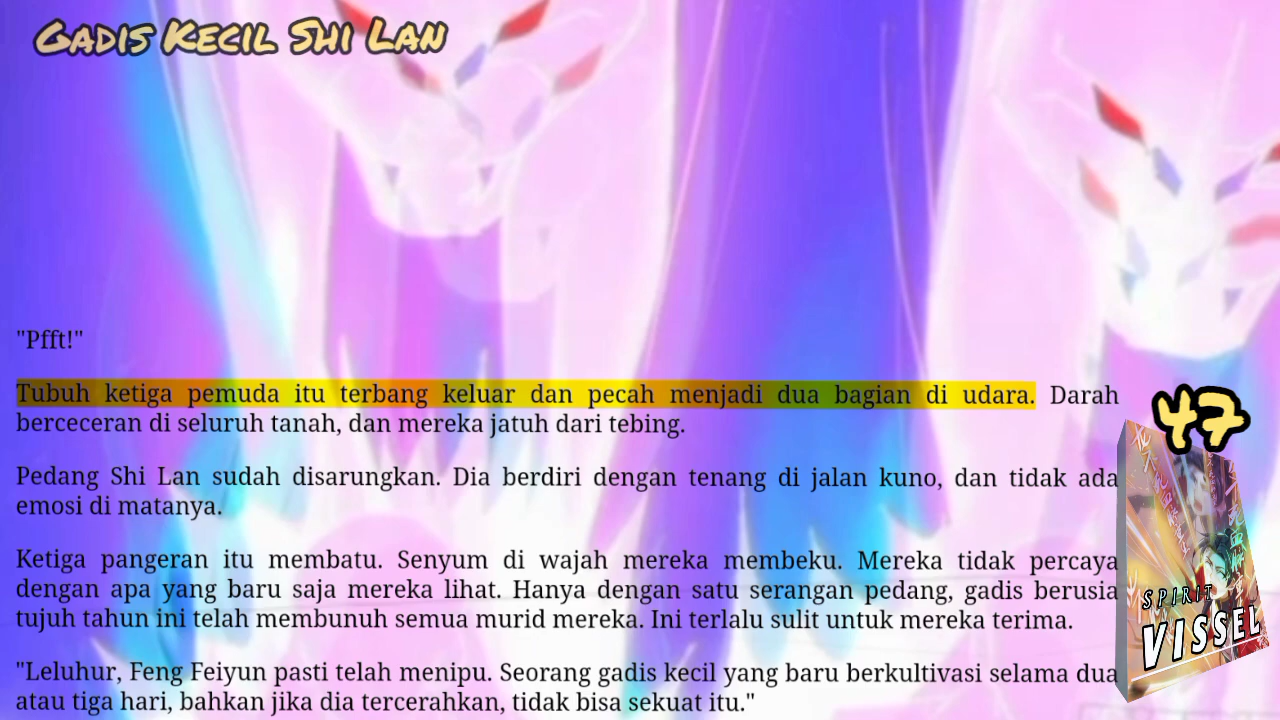 Gadis Kecil Shi Lan
"Pfft!"
Tubuh ketiga pemuda itu terbang keluar dan pecah menjadi dua bagian di udara. Darah
berceceran di seluruh tanah, dan mereka jatuh dari tebing.
Pedang Shi Lan sudah disarungkan. Dia berdiri dengan tenang di jalan kuno, dan tidak ada
emosi di matanya.
Ketiga pangeran itu membatu. Senyum di wajah mereka membeku. Mereka tidak percaya
dengan apa yang baru saja mereka lihat. Hanya dengan satu serangan pedang, gadis berusia
tujuh tahun ini telah membunuh semua murid mereka. Ini terlalu sulit untuk mereka terima.
"Leluhur, Feng Feiyun pasti telah menipu. Seorang gadis kecil yang baru berkultivasi selama dua
atau tiga hari, bahkan jika dia tercerahkan, tidak bisa sekuat itu."
47
SPIRIT
VISSEL